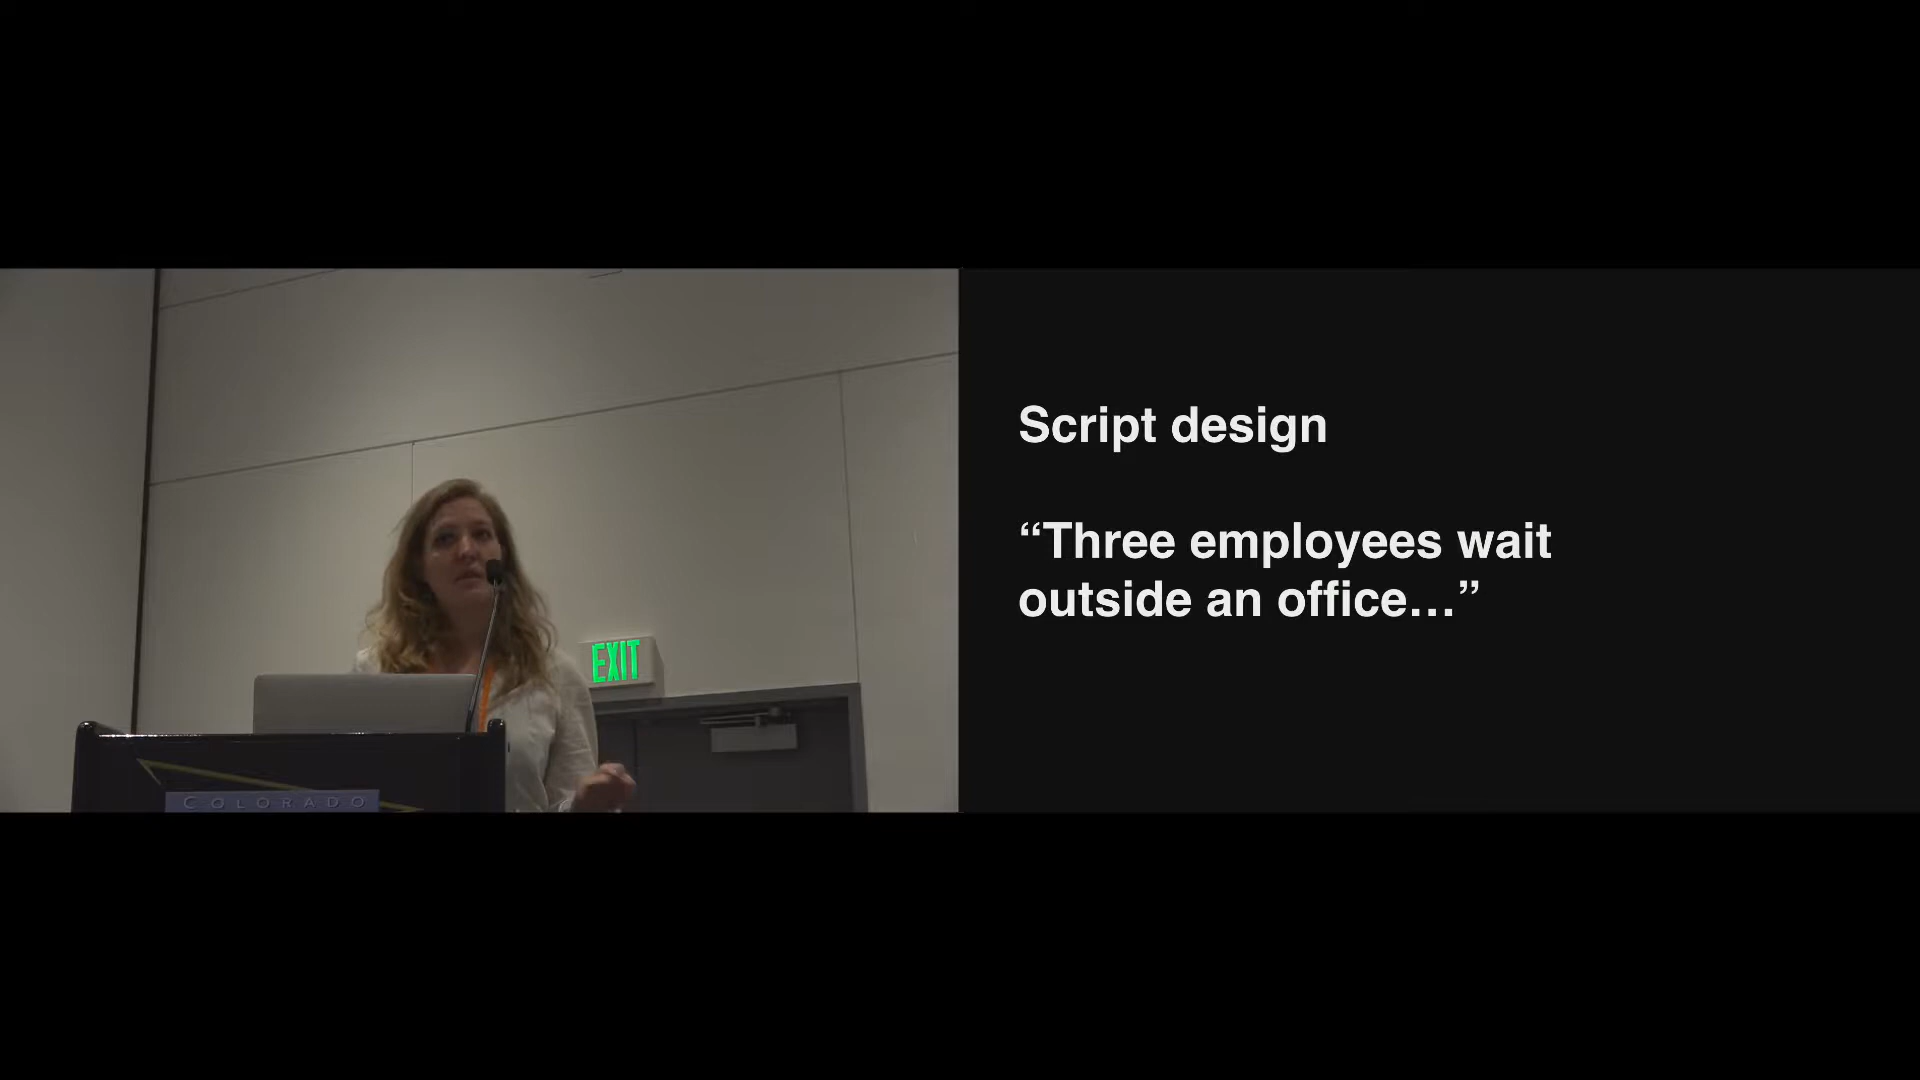 Script design
“Three employees wait
outside an office…”
EXIT
COLORADO